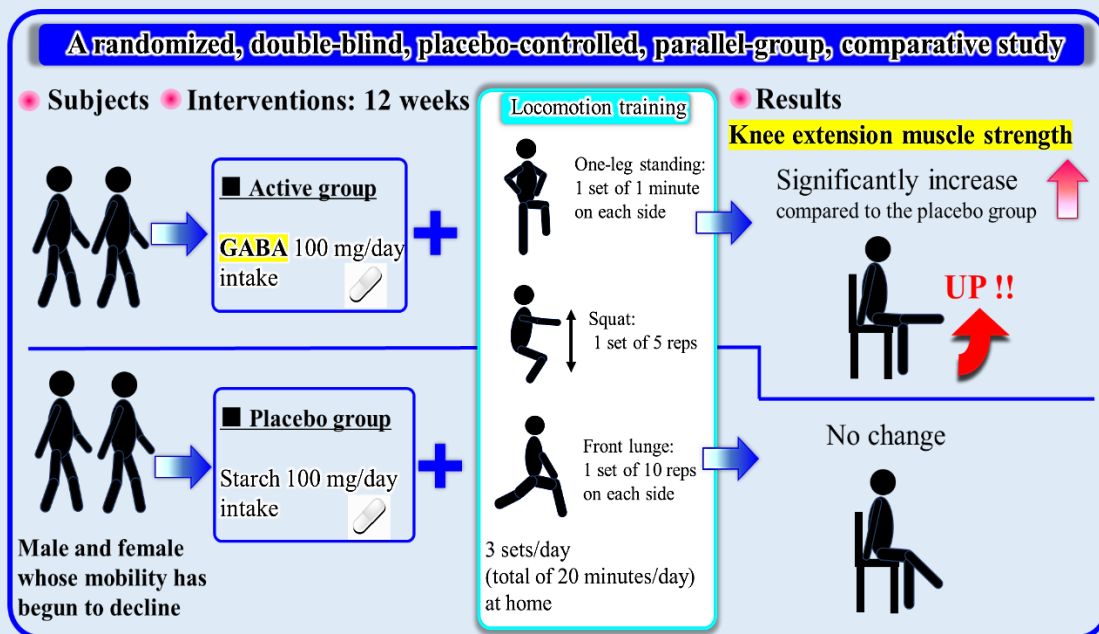 A randomized, double-blind, placebo-controlled, parallel-group, comparative study
Subjects
Interventions: 12 weeks
■ Active group
GABA 100 mg/day
intake
■ Placebo group
Starch 100 mg/day
intake
Male and female
whose mobility has
begun to decline
Locomotion training
One-leg standing:
1 set of 1 minute
on each side
Squat:
1 set of 5 reps
Front lunge:
1 set of 10 reps
on each side
3 sets/day
(total of 20 minutes/day)
at home
Results
Knee extension muscle strength
Significantly increase
compared to the placebo group
UP !!
No change